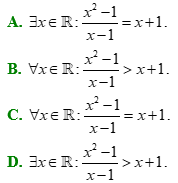 A. ∃x∈ℝ: (x²−1)/(x−1) = x+1.
B. ∀x∈ℝ: (x²−1)/(x−1) > x+1.
C. ∀x∈ℝ: (x²−1)/(x−1) = x+1.
D. ∃x∈ℝ: (x²−1)/(x−1) > x+1.